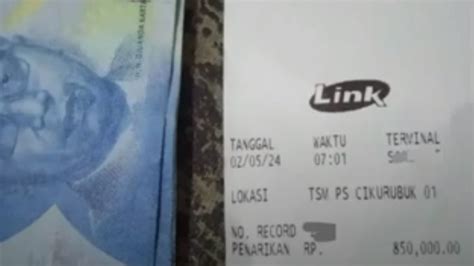 Link
TANGGAL WAKTU TERMINAL
02/05/24 07:01
LOKASI TSM PS CIKURUBUK 01
NO. RECORD
PENARIKAN RP. 850,000.00